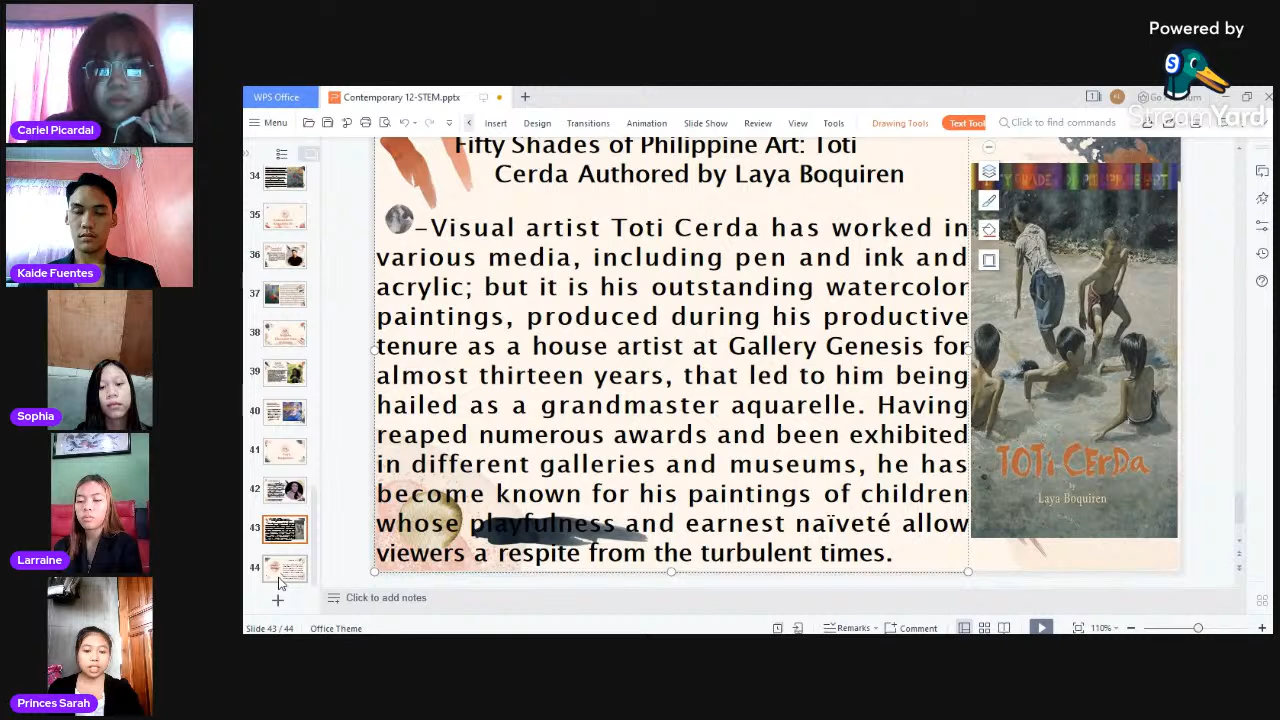 Powered by
StreamYard
Cariel Picardal
Kaide Fuentes
Sophia
Larraine
Princes Sarah
WPS Office
Contemporary 12-STEM.pptx
Go Premium
Menu
Insert
Design
Transitions
Animation
Slide Show
Review
View
Tools
Drawing Tools
Text Tool
Click to find commands
34
35
36
37
38
39
40
41
42
43
44
Fifty Shades of Philippine Art: Toti
Cerda Authored by Laya Boquiren
-Visual artist Toti Cerda has worked in
various media, including pen and ink and
acrylic; but it is his outstanding watercolor
paintings, produced during his productive
tenure as a house artist at Gallery Genesis for
almost thirteen years, that led to him being
hailed as a grandmaster aquarelle. Having
reaped numerous awards and been exhibited
in different galleries and museums, he has
become known for his paintings of children
whose playfulness and earnest naïveté allow
viewers a respite from the turbulent times.
TOTI CERDA
by
Laya Boquiren
Click to add notes
Slide 43 / 44
Office Theme
Remarks
Comment
110%